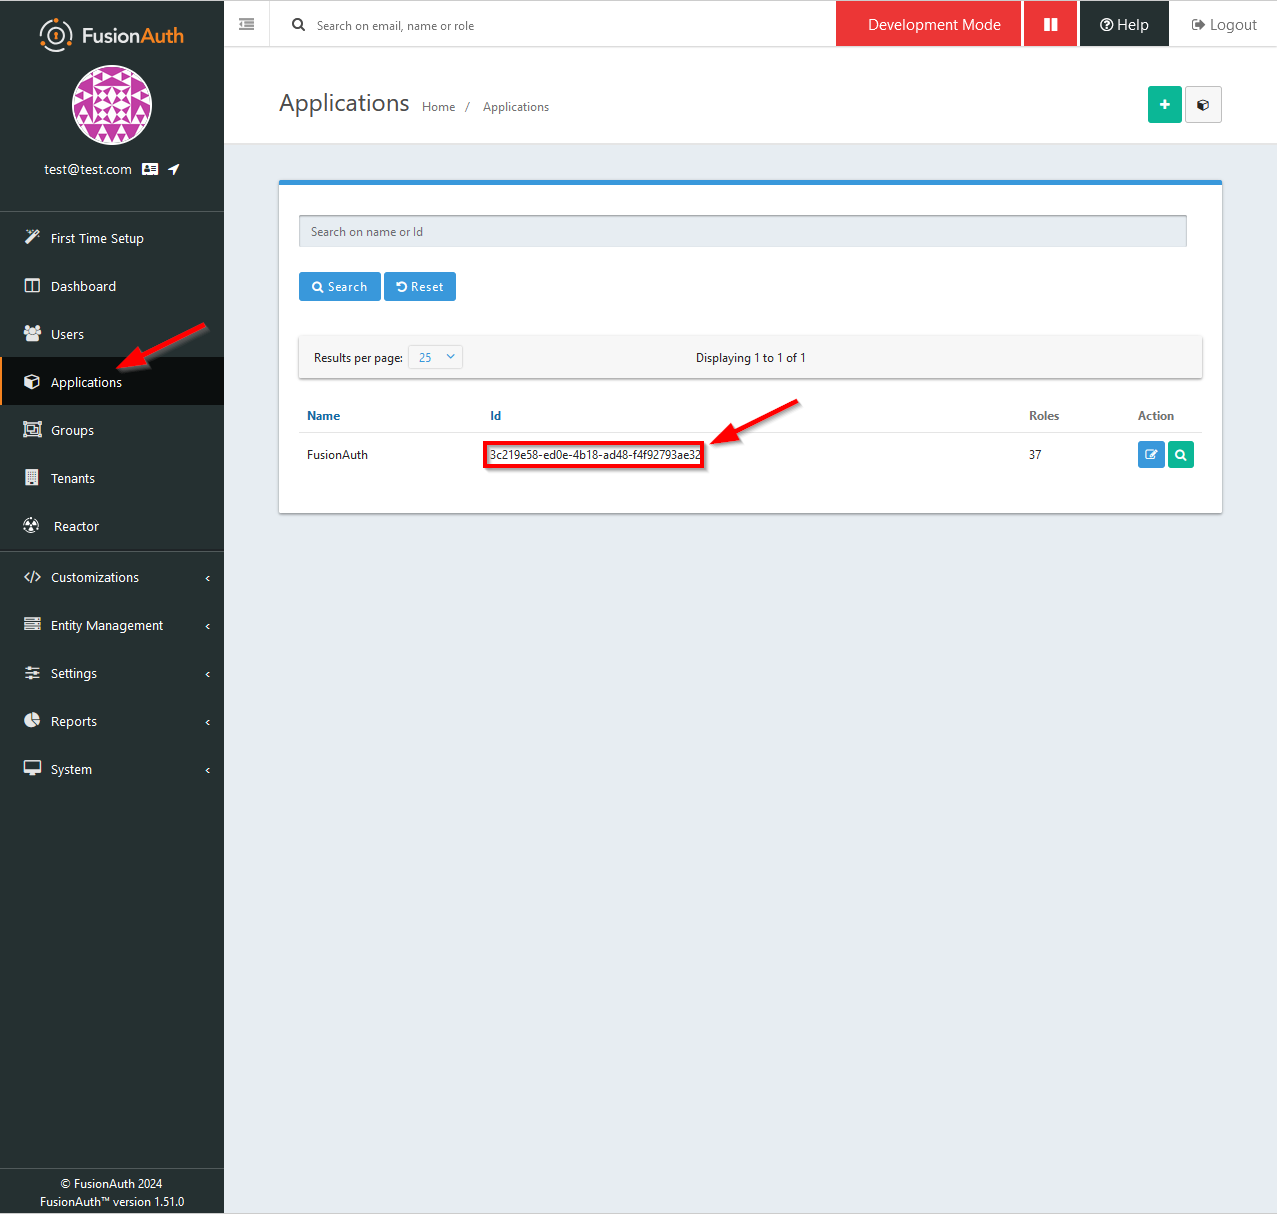 FusionAuth
Search on email, name or role
Development Mode
Help
Logout
test@test.com
Applications
Home / Applications
First Time Setup
Dashboard
Users
Applications
Groups
Tenants
Reactor
Customizations
Entity Management
Settings
Reports
System
Search on name or Id
Search
Reset
Results per page: 25
Displaying 1 to 1 of 1
Name Id Roles Action
FusionAuth 3c219e58-ed0e-4b18-ad48-f4f92793ae32 37
© FusionAuth 2024
FusionAuth™ version 1.51.0